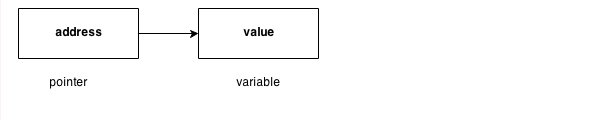 address value
pointer variable